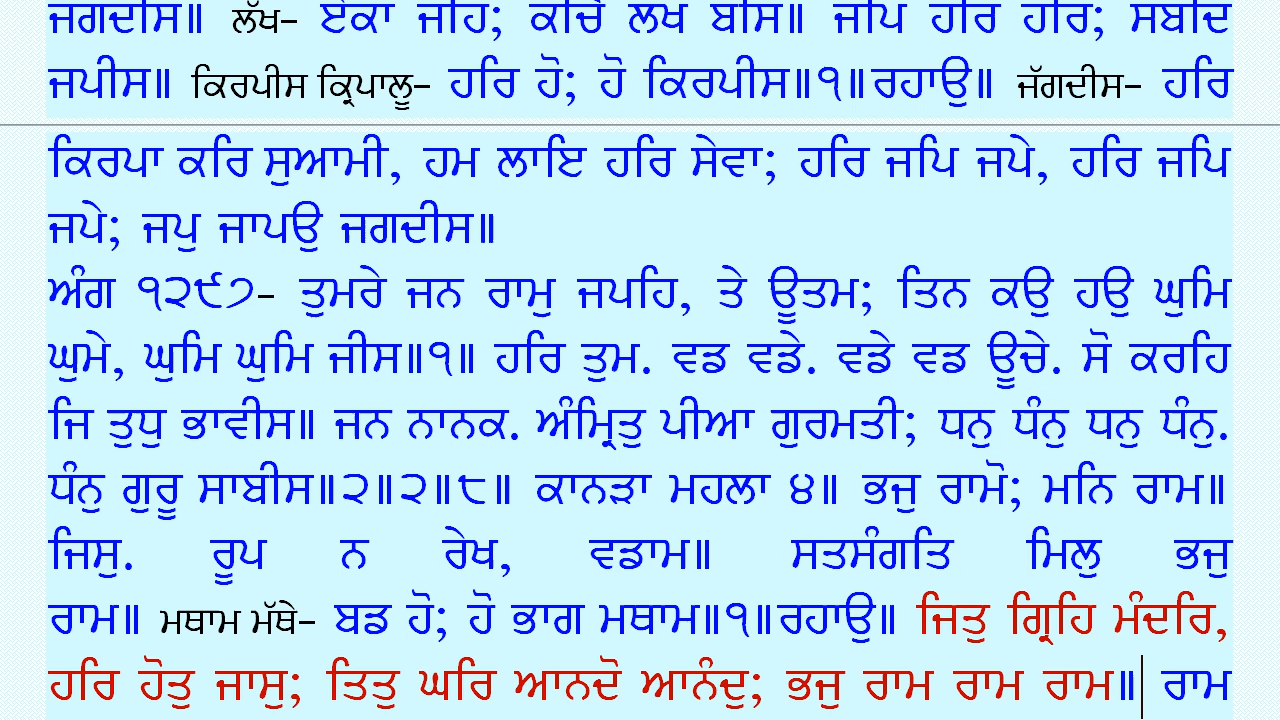 ਜਗਦੀਸ॥ ਲੱਖ– ਏਕਾ ਜਹਿ; ਕੀਚੇ ਲਖ ਬੀਸ॥ ਜਪਿ ਹਰਿ ਹਰਿ; ਸਬਦਿ
ਜਪੀਸ॥ ਕਿਰਪੀਸ ਕ੍ਰਿਪਾਲੂ– ਹਰਿ ਹੋ; ਹੋ ਕਿਰਪੀਸ॥੧॥ਰਹਾਉ॥ ਜੱਗਦੀਸ– ਹਰਿ
ਕਿਰਪਾ ਕਰਿ ਸੁਆਮੀ, ਹਮ ਲਾਇ ਹਰਿ ਸੇਵਾ; ਹਰਿ ਜਪਿ ਜਪੇ, ਹਰਿ ਜਪਿ
ਜਪੇ; ਜਪੁ ਜਾਪਉ ਜਗਦੀਸ॥
ਅੰਗ ੧੨੯੭– ਤੁਮਰੇ ਜਨ ਰਾਮੁ ਜਪਹਿ, ਤੇ ਊਤਮ; ਤਿਨ ਕਉ ਹਉ ਘੁਮਿ
ਘੁਮੇ, ਘੁਮਿ ਘੁਮਿ ਜੀਸ॥੧॥ ਹਰਿ ਤੁਮ. ਵਡ ਵਡੇ. ਵਡੇ ਵਡ ਊਚੇ. ਸੋ ਕਰਹਿ
ਜਿ ਤੁਧੁ ਭਾਵੀਸ॥ ਜਨ ਨਾਨਕ. ਅੰਮ੍ਰਿਤੁ ਪੀਆ ਗੁਰਮਤੀ; ਧਨੁ ਧੰਨੁ ਧਨੁ ਧੰਨੁ.
ਧੰਨੁ ਗੁਰੂ ਸਾਬੀਸ॥੨॥੨॥੮॥ ਕਾਨੜਾ ਮਹਲਾ ੪॥ ਭਜੁ ਰਾਮੋ; ਮਨਿ ਰਾਮ॥
ਜਿਸੁ. ਰੂਪ ਨ ਰੇਖ, ਵਡਾਮ॥ ਸਤਸੰਗਤਿ ਮਿਲੁ ਭਜੁ
ਰਾਮ॥ ਮਥਾਮ ਮੱਥੇ– ਬਡ ਹੋ; ਹੋ ਭਾਗ ਮਥਾਮ॥੧॥ਰਹਾਉ॥ ਜਿਤੁ ਗ੍ਰਿਹਿ ਮੰਦਰਿ,
ਹਰਿ ਹੋਤੁ ਜਾਸੁ; ਤਿਤੁ ਘਰਿ ਆਨਦੋ ਆਨੰਦੁ; ਭਜੁ ਰਾਮ ਰਾਮ ਰਾਮ॥ ਰਾਮ